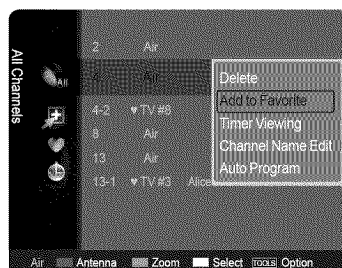 All Channels
All
2 Air
4 Air
4-2 ♥ TV #8
8 Air
13 Air
13-1 ♥ TV #3 Alice
Delete
Add to Favorite
Timer Viewing
Channel Name Edit
Auto Program
Air Antenna Zoom Select TOOLS Option